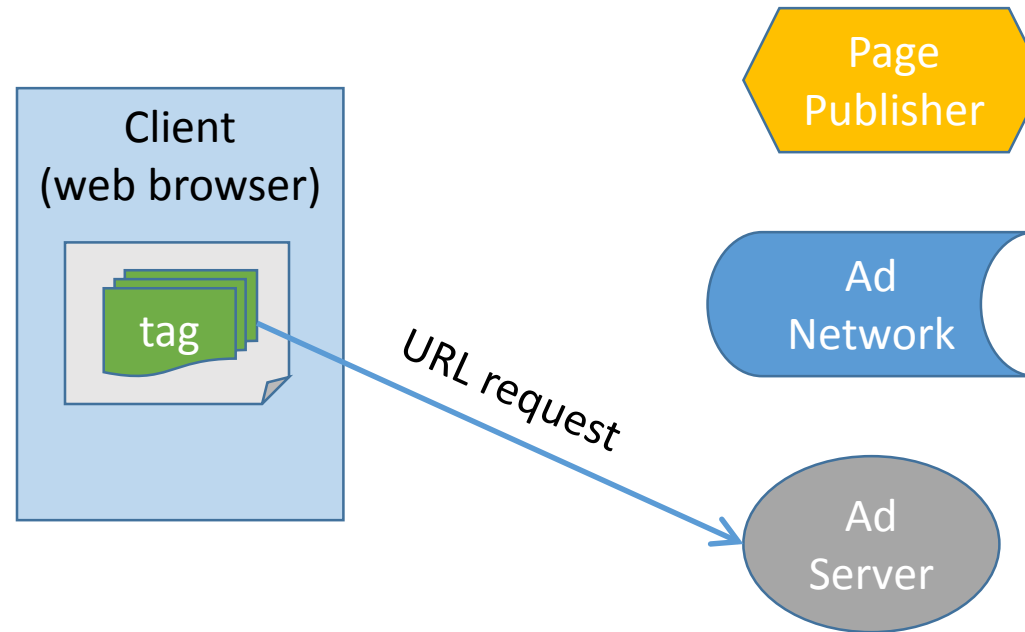 Client
(web browser)
tag
URL request
Page
Publisher
Ad
Network
Ad
Server